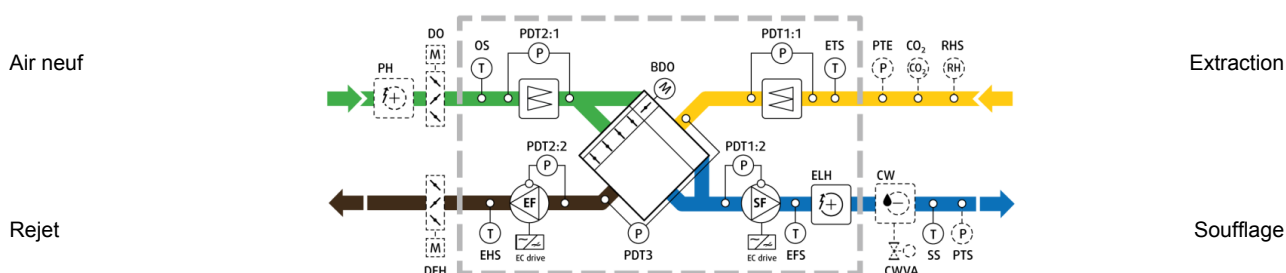 DO PDT2:1 PDT1:1
OS ETS PTE CO₂ RHS
Air neuf M P P Extraction
PH BDO
T M T P CO₂ RH
PDT2:2 PDT1:2
P P ELH CW
EF SF
Rejet M T P T T P Soufflage
EHS EC drive PDT3 EC drive EFS SS PTS
DEH CWVA